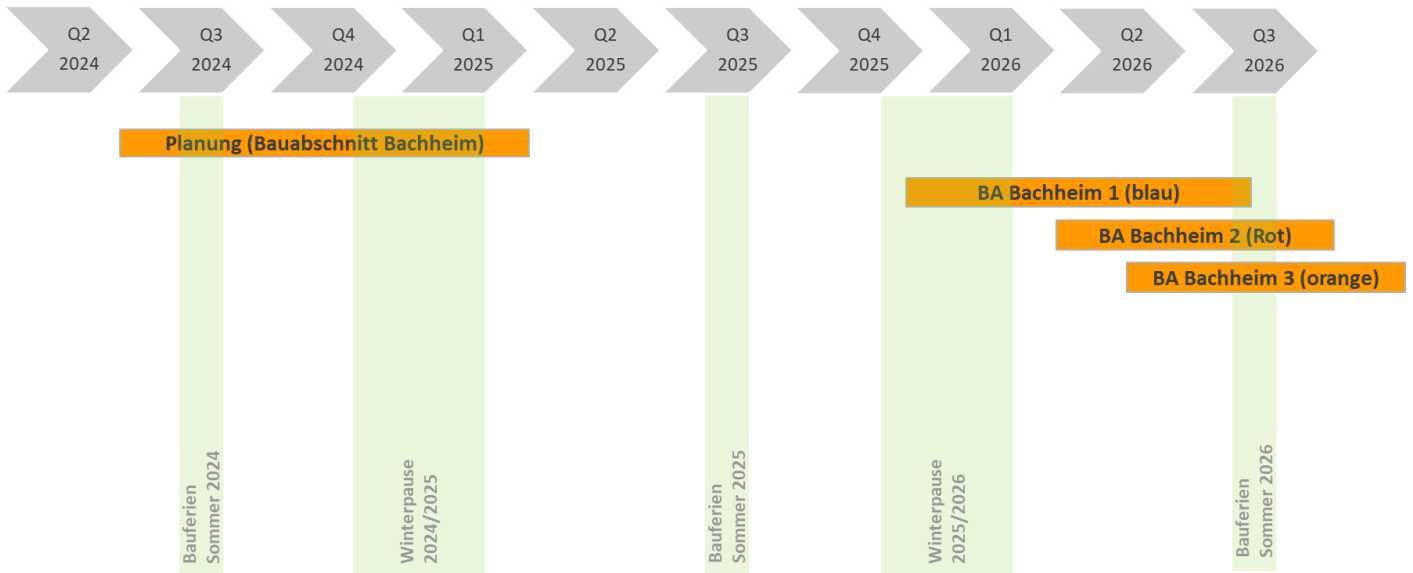 Q2
2024
Q3
2024
Q4
2024
Q1
2025
Q2
2025
Q3
2025
Q4
2025
Q1
2026
Q2
2026
Q3
2026
Planung (Bauabschnitt Bachheim)
BA Bachheim 1 (blau)
BA Bachheim 2 (Rot)
BA Bachheim 3 (orange)
Bauferien
Sommer 2024
Winterpause
2024/2025
Bauferien
Sommer 2025
Winterpause
2025/2026
Bauferien
Sommer 2026